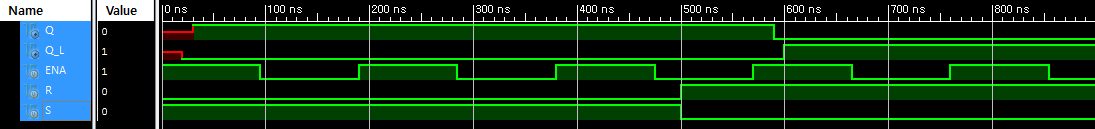 Name Value 0 ns 100 ns 200 ns 300 ns 400 ns 500 ns 600 ns 700 ns 800 ns
Q 0
Q_L 1
ENA 1
R 0
S 0